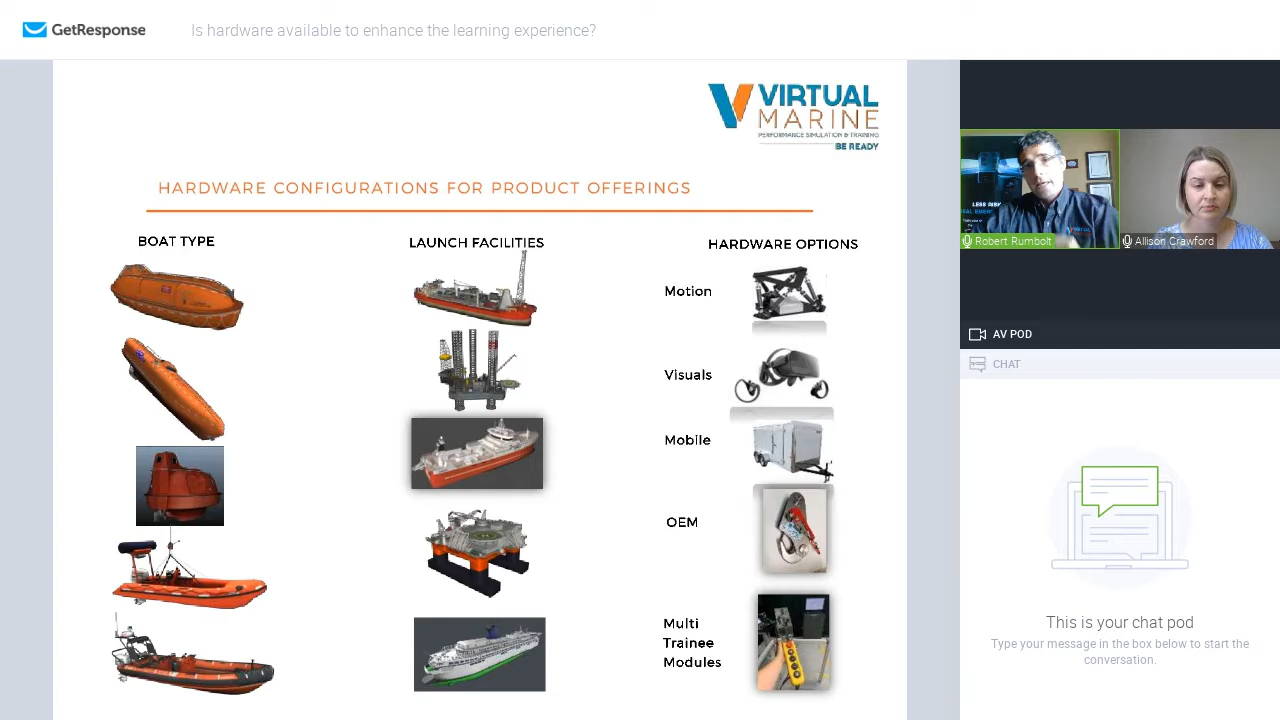 GetResponse
Is hardware available to enhance the learning experience?
VIRTUAL
MARINE
PERFORMANCE SIMULATION & TRAINING
BE READY
HARDWARE CONFIGURATIONS FOR PRODUCT OFFERINGS
BOAT TYPE
LAUNCH FACILITIES
HARDWARE OPTIONS
Motion
Visuals
Mobile
OEM
Multi
Trainee
Modules
LESS RISK
Robert Rumbolt
Allison Crawford
AV POD
CHAT
This is your chat pod
Type your message in the box below to start the
conversation.